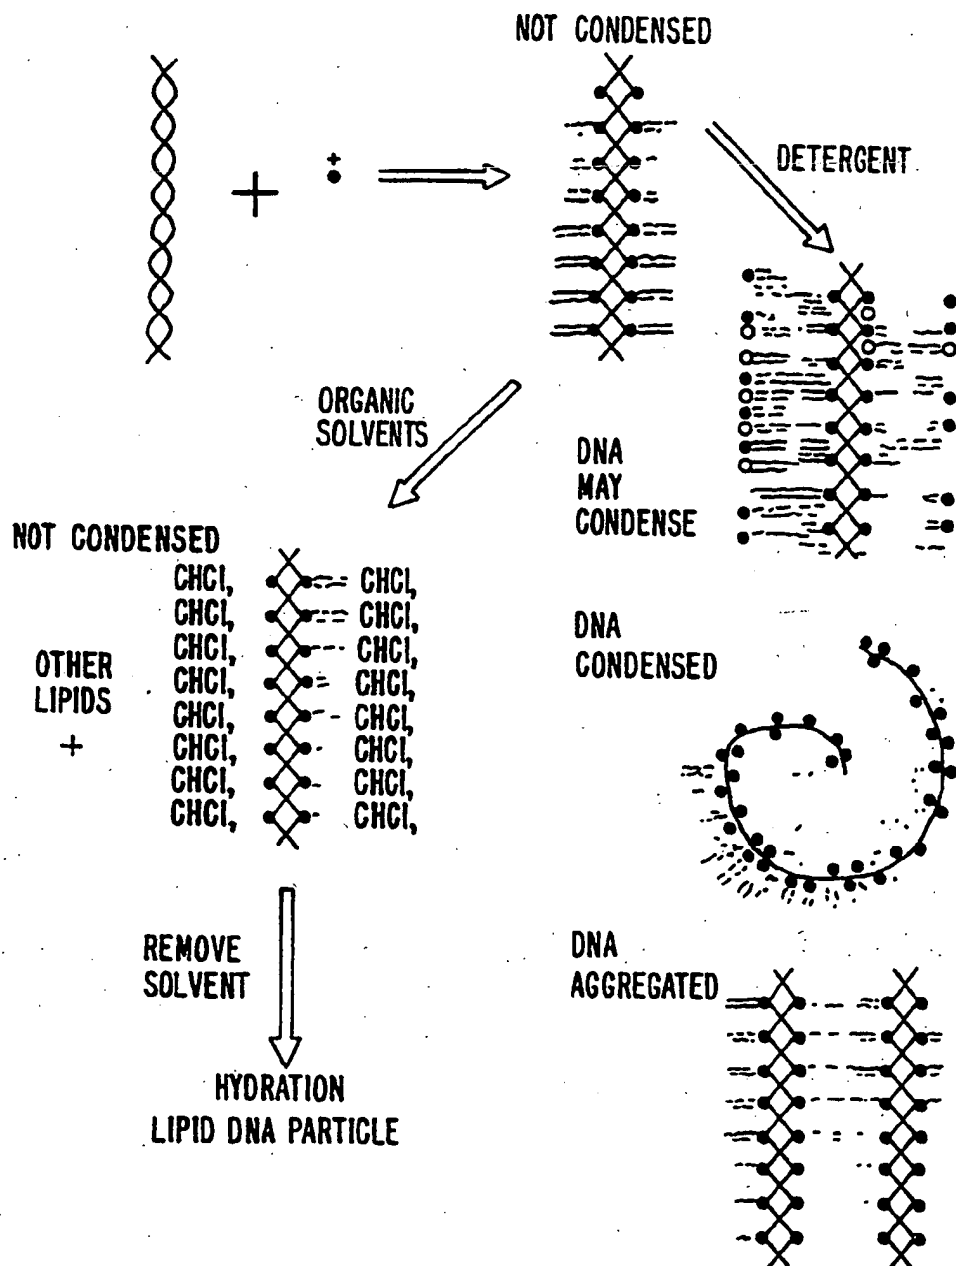 NOT CONDENSED
+
+
DETERGENT
ORGANIC
SOLVENTS
DNA
MAY
CONDENSE
NOT CONDENSED
CHCl, CHCl,
CHCl, CHCl,
CHCl, CHCl,
CHCl, CHCl,
CHCl, CHCl,
CHCl, CHCl,
CHCl, CHCl,
CHCl, CHCl,
OTHER
LIPIDS
+
DNA
CONDENSED
REMOVE
SOLVENT
DNA
AGGREGATED
HYDRATION
LIPID DNA PARTICLE